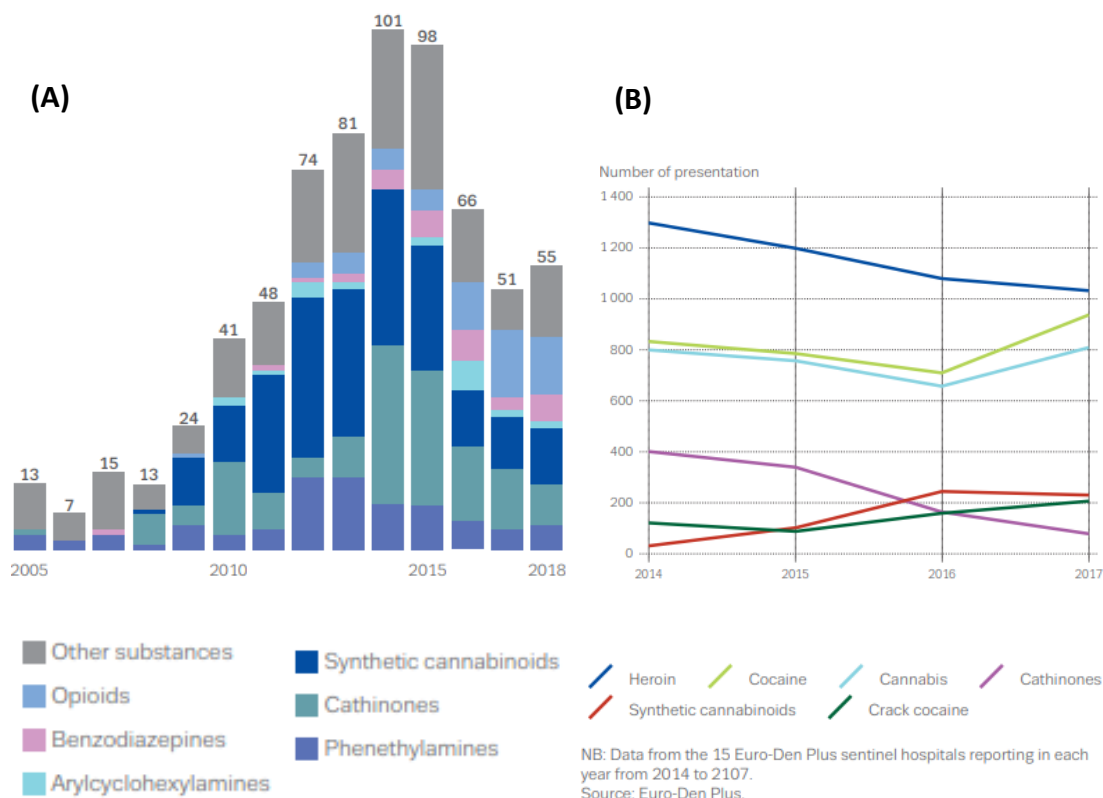 (A)
13
7
15
13
24
41
48
74
81
101
98
66
51
55
2005
2010
2015
2018
Other substances
Opioids
Benzodiazepines
Arylcyclohexylamines
Synthetic cannabinoids
Cathinones
Phenethylamines
(B)
Number of presentation
1 400
1 200
1 000
800
600
400
200
0
2014
2015
2016
2017
Heroin
Cocaine
Cannabis
Cathinones
Synthetic cannabinoids
Crack cocaine
NB: Data from the 15 Euro-Den Plus sentinel hospitals reporting in each
year from 2014 to 2107.
Source: Euro-Den Plus.